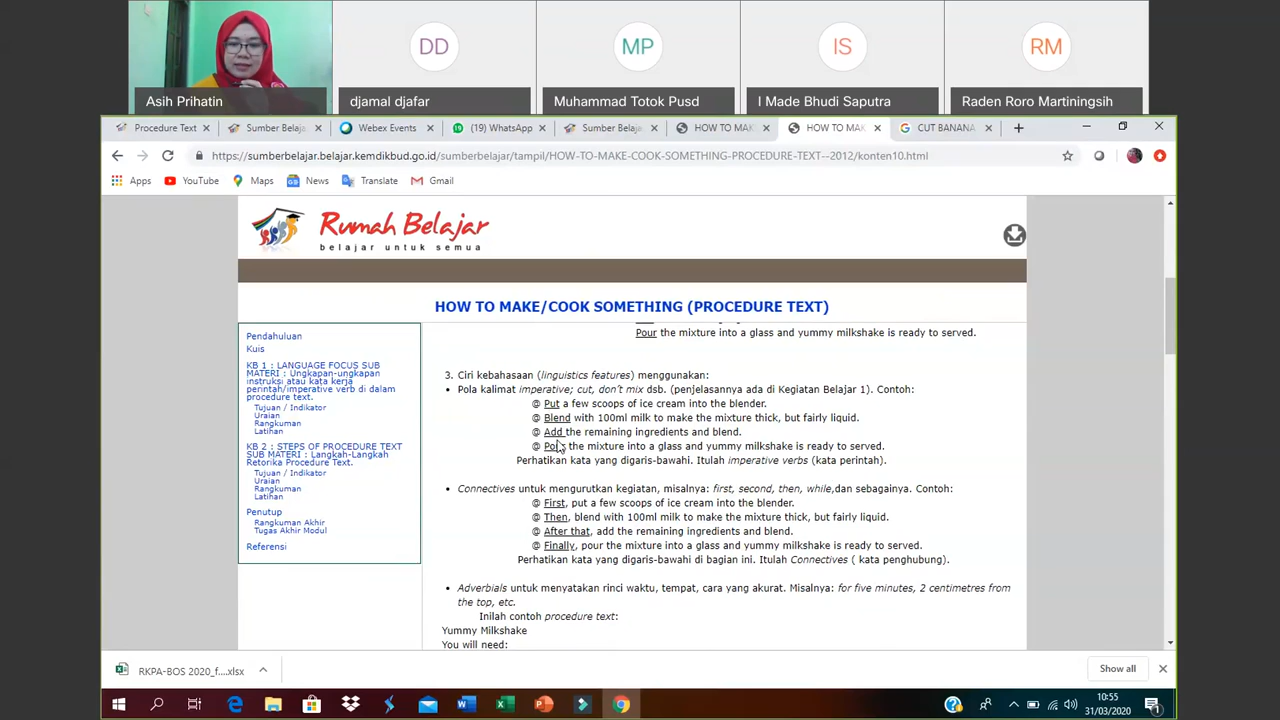 DD
MP
IS
RM
Asih Prihatin
djamal djafar
Muhammad Totok Pusd
I Made Bhudi Saputra
Raden Roro Martiningsih
Procedure Text
Sumber Belaja
Webex Events
(19) WhatsApp
Sumber Belaja
HOW TO MAK
HOW TO MAK
CUT BANANA
https://sumberbelajar.belajar.kemdikbud.go.id/sumberbelajar/tampil/HOW-TO-MAKE-COOK-SOMETHING-PROCEDURE-TEXT--2012/konten10.html
Apps
YouTube
Maps
News
Translate
Gmail
Rumah Belajar
belajar untuk semua
HOW TO MAKE/COOK SOMETHING (PROCEDURE TEXT)
Pendahuluan
Kuis
KB 1 : LANGUAGE FOCUS SUB
MATERI : Ungkapan-ungkapan
instruksi atau kata kerja
perintah/imperative verb di dalam
procedure text.
Tujuan / Indikator
Uraian
Rangkuman
Latihan
KB 2 : STEPS OF PROCEDURE TEXT
SUB MATERI : Langkah-Langkah
Retorika Procedure Text.
Tujuan / Indikator
Uraian
Rangkuman
Latihan
Penutup
Rangkuman Akhir
Tugas Akhir Modul
Referensi
Pour the mixture into a glass and yummy milkshake is ready to served.
3. Ciri kebahasaan (linguistics features) menggunakan:
• Pola kalimat imperative; cut, don't mix dsb. (penjelasannya ada di Kegiatan Belajar 1). Contoh:
@ Put a few scoops of ice cream into the blender.
@ Blend with 100ml milk to make the mixture thick, but fairly liquid.
@ Add the remaining ingredients and blend.
@ Pour the mixture into a glass and yummy milkshake is ready to served.
Perhatikan kata yang digaris-bawahi. Itulah imperative verbs (kata perintah).
• Connectives untuk mengurutkan kegiatan, misalnya: first, second, then, while,dan sebagainya. Contoh:
@ First, put a few scoops of ice cream into the blender.
@ Then, blend with 100ml milk to make the mixture thick, but fairly liquid.
@ After that, add the remaining ingredients and blend.
@ Finally, pour the mixture into a glass and yummy milkshake is ready to served.
Perhatikan kata yang digaris-bawahi di bagian ini. Itulah Connectives ( kata penghubung).
• Adverbials untuk menyatakan rinci waktu, tempat, cara yang akurat. Misalnya: for five minutes, 2 centimetres from
the top, etc.
Inilah contoh procedure text:
Yummy Milkshake
You will need:
RKPA-BOS 2020_f....xlsx
Show all
10:55
31/03/2020